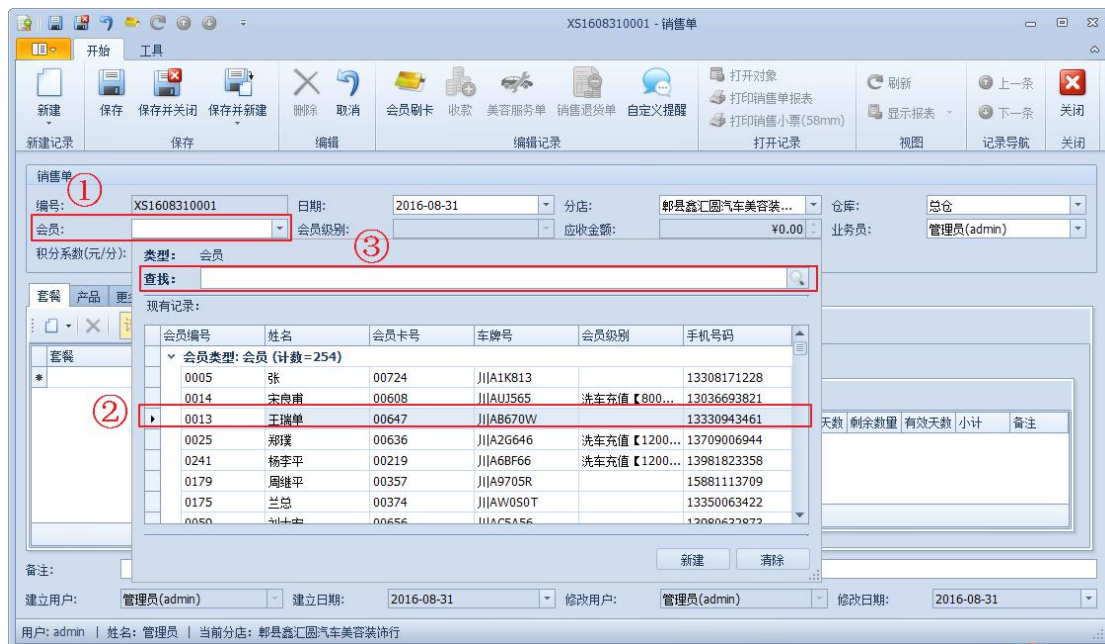 XS1608310001 - 销售单
开始 工具
新建 保存 保存并关闭 保存并新建 删除 取消 会员刷卡 收款 美容服务单 销售退货单 自定义提醒 打开对象 打印销售单报表 打印销售小票(58mm) 刷新 显示报表 上一条 下一条 关闭
新建记录 保存 编辑 编辑记录 打开记录 视图 记录导航 关闭
销售单
①
编号: XS1608310001 日期: 2016-08-31 分店: 郫县鑫汇圆汽车美容装... 仓库: 总仓
会员: 会员级别: 应收金额: ¥0.00 业务员: 管理员(admin)
③
积分系数(元/分): 类型: 会员
查找:
套餐 产品
现有记录:
会员编号 姓名 会员卡号 车牌号 会员级别 手机号码
套餐 会员类型: 会员 (计数=254)
0005 张 00724 川A1K813 13308171228
0014 宋良甫 00608 川AUJ565 洗车充值【800... 13036693821
②
0013 王瑞单 00647 川AB670W 13330943461
天数 剩余数量 有效天数 小计 备注
0025 郑璞 00636 川A2G646 洗车充值【1200... 13709006944
0241 杨李平 00219 川A6BF66 洗车充值【1200... 13981823358
0179 周继平 00357 川A9705R 15881113709
0175 兰总 00374 川AW0S0T 13350063422
新建 清除
备注:
建立用户: 管理员(admin) 建立日期: 2016-08-31 修改用户: 管理员(admin) 修改日期: 2016-08-31
用户: admin | 姓名: 管理员 | 当前分店: 郫县鑫汇圆汽车美容装饰行